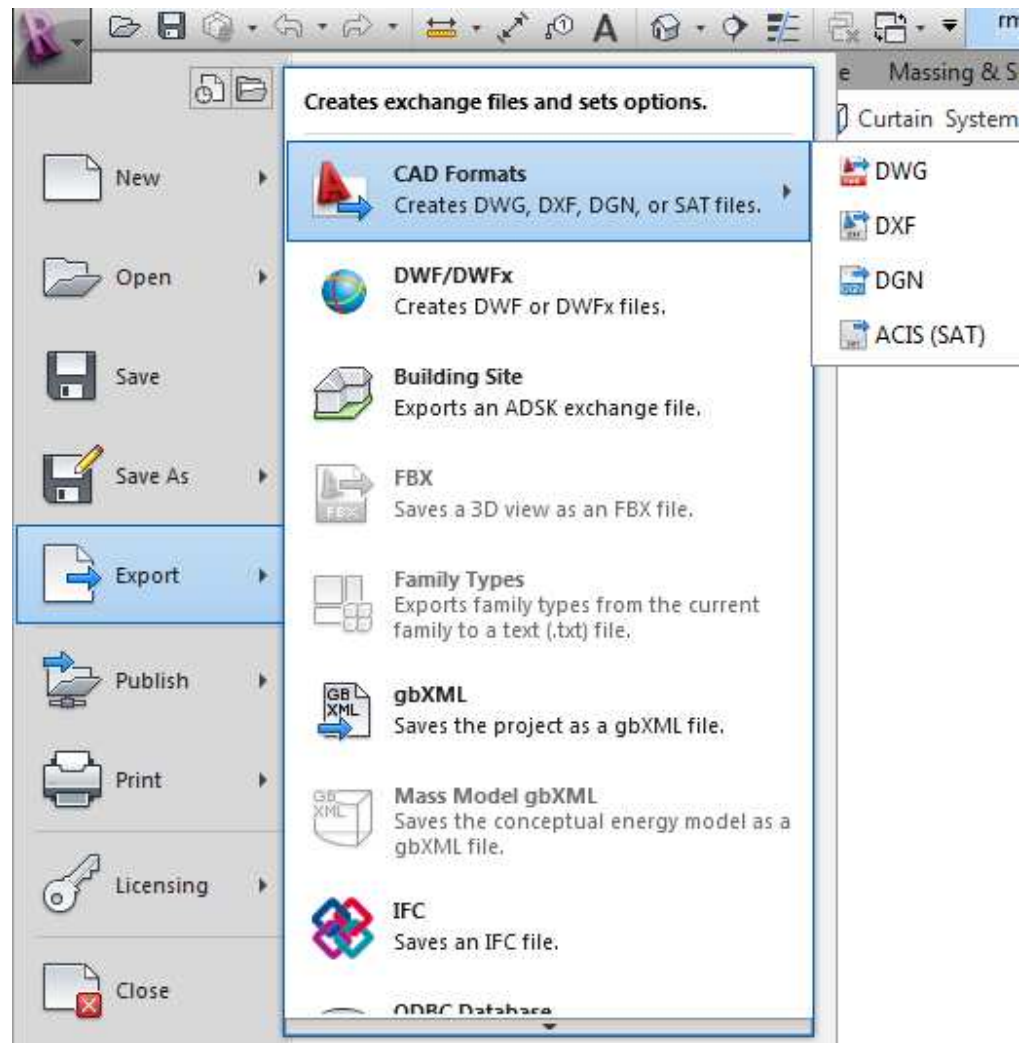 rm
e Massing & S
Curtain System
Creates exchange files and sets options.
New
Open
Save
Save As
Export
Publish
Print
Licensing
Close
CAD Formats
Creates DWG, DXF, DGN, or SAT files.
DWF/DWFx
Creates DWF or DWFx files.
Building Site
Exports an ADSK exchange file.
FBX
Saves a 3D view as an FBX file.
Family Types
Exports family types from the current
family to a text (.txt) file.
gbXML
Saves the project as a gbXML file.
Mass Model gbXML
Saves the conceptual energy model as a
gbXML file.
IFC
Saves an IFC file.
ODBC Database
DWG
DXF
DGN
ACIS (SAT)